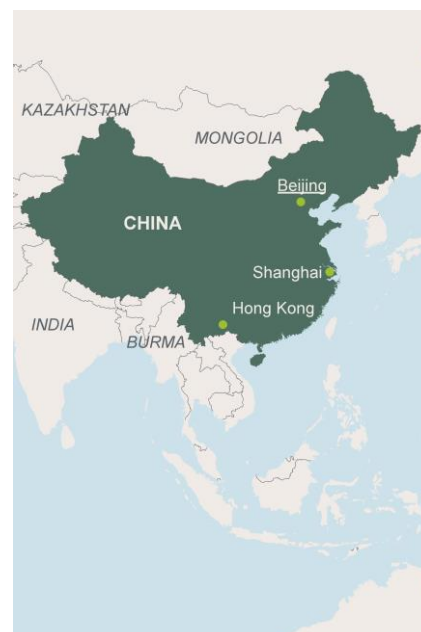 KAZAKHSTAN
MONGOLIA
Beijing
CHINA
Shanghai
Hong Kong
INDIA
BURMA